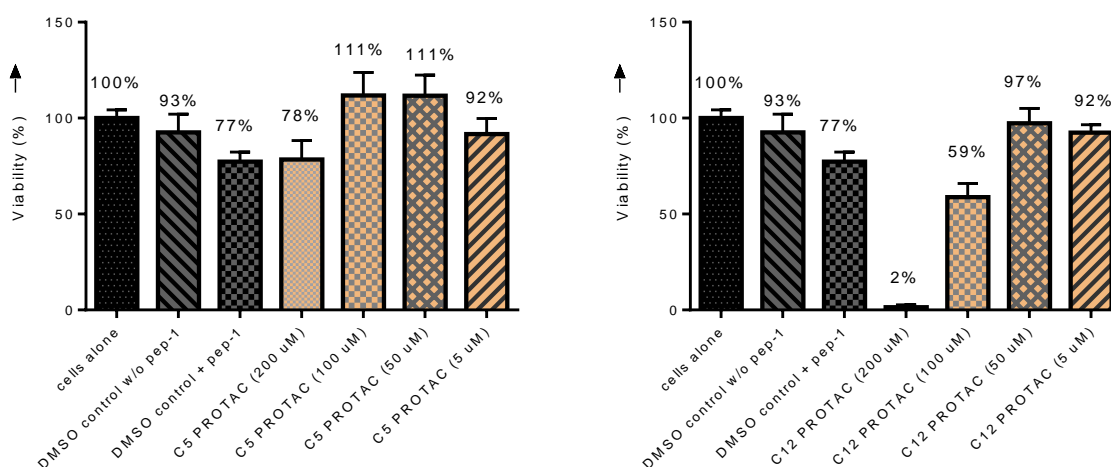 150
100
50
0
Viability (%)
100%
93%
77%
78%
111%
111%
92%
cells alone
DMSO control w/o pep-1
DMSO control + pep-1
C5 PROTAC (200 uM)
C5 PROTAC (100 uM)
C5 PROTAC (50 uM)
C5 PROTAC (5 uM)
150
100
50
0
Viability (%)
100%
93%
77%
2%
59%
97%
92%
cells alone
DMSO control w/o pep-1
DMSO control + pep-1
C12 PROTAC (200 uM)
C12 PROTAC (100 uM)
C12 PROTAC (50 uM)
C12 PROTAC (5 uM)